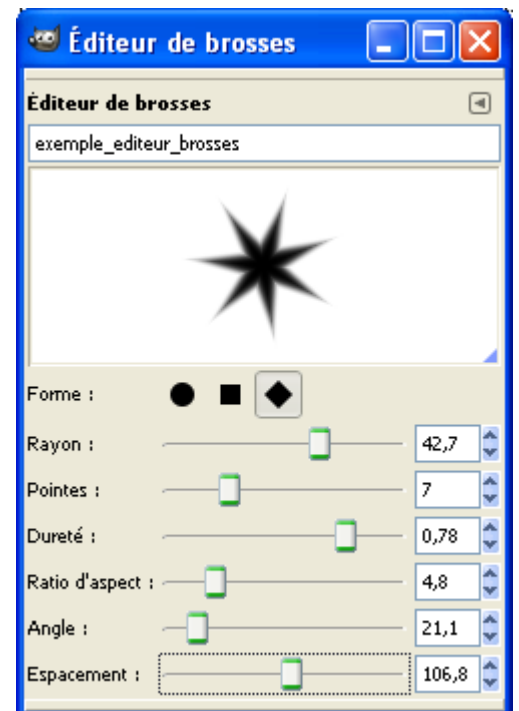 Éditeur de brosses
Éditeur de brosses
exemple_editeur_brosses
Forme :
Rayon : 42,7
Pointes : 7
Dureté : 0,78
Ratio d'aspect : 4,8
Angle : 21,1
Espacement : 106,8